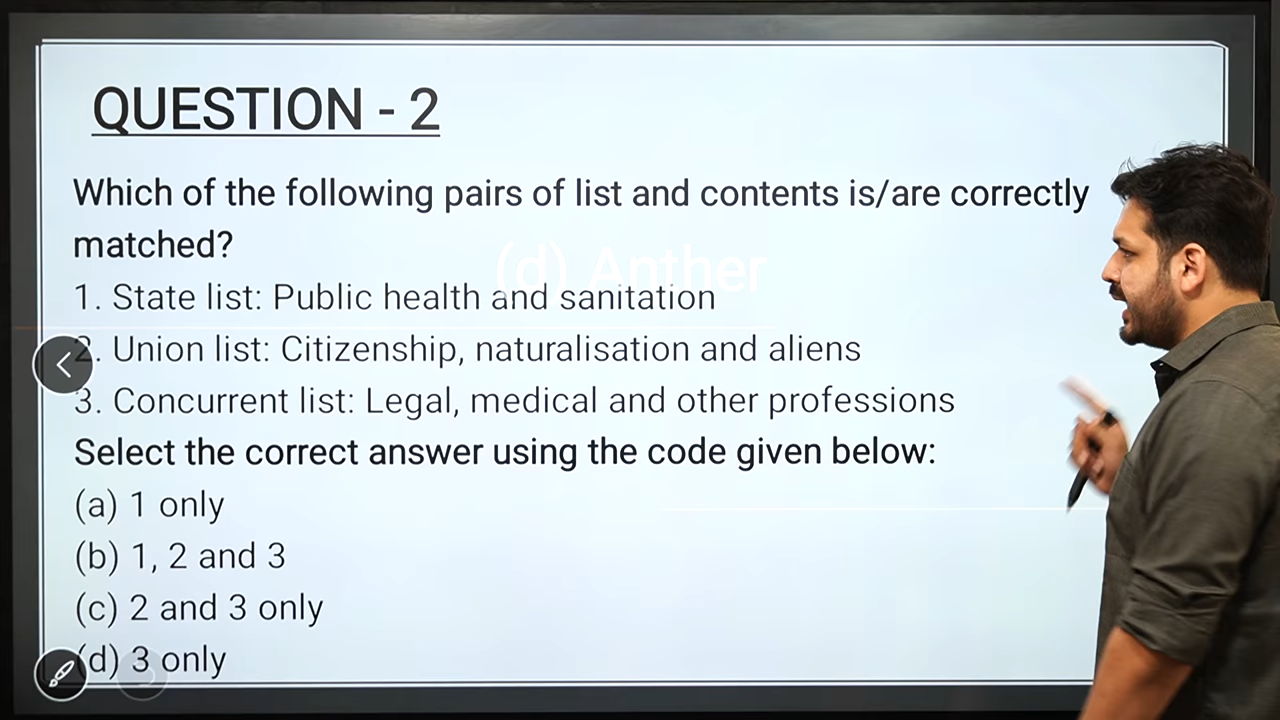 QUESTION - 2
Which of the following pairs of list and contents is/are correctly
matched?
(d) Anther
1. State list: Public health and sanitation
2. Union list: Citizenship, naturalisation and aliens
3. Concurrent list: Legal, medical and other professions
Select the correct answer using the code given below:
(a) 1 only
(b) 1, 2 and 3
(c) 2 and 3 only
(d) 3 only